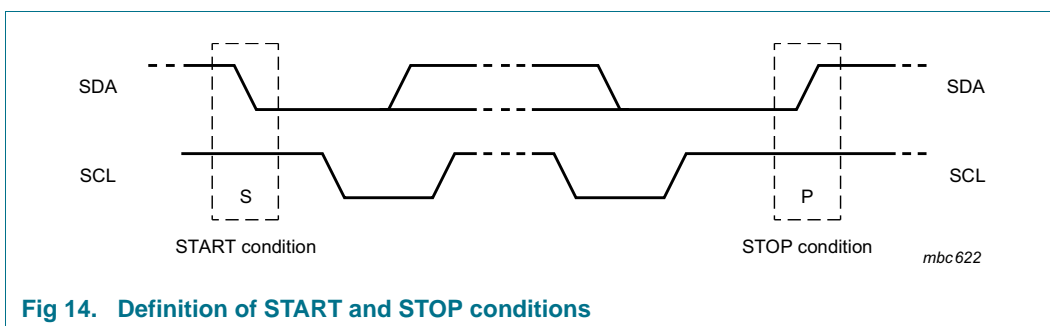 SDA
SDA
SCL
SCL
S
P
START condition
STOP condition
mbc622
Fig 14. Definition of START and STOP conditions